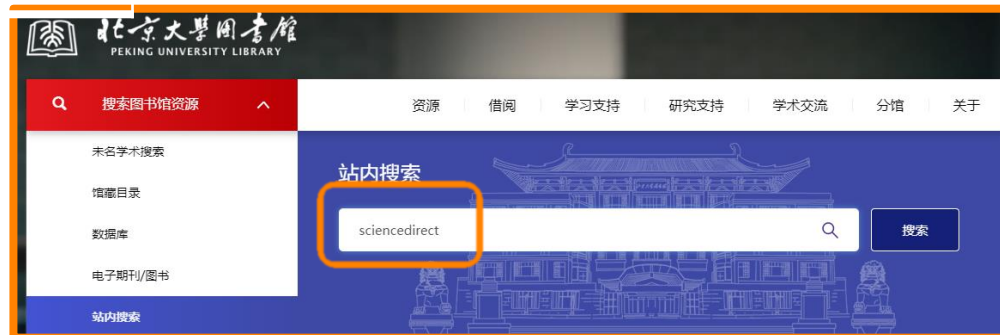 北京大學圖書館
PEKING UNIVERSITY LIBRARY
搜索图书馆资源
资源 借阅 学习支持 研究支持 学术交流 分馆 关于
未名学术搜索
馆藏目录
数据库
电子期刊/图书
站内搜索
站内搜索
sciencedirect
搜索